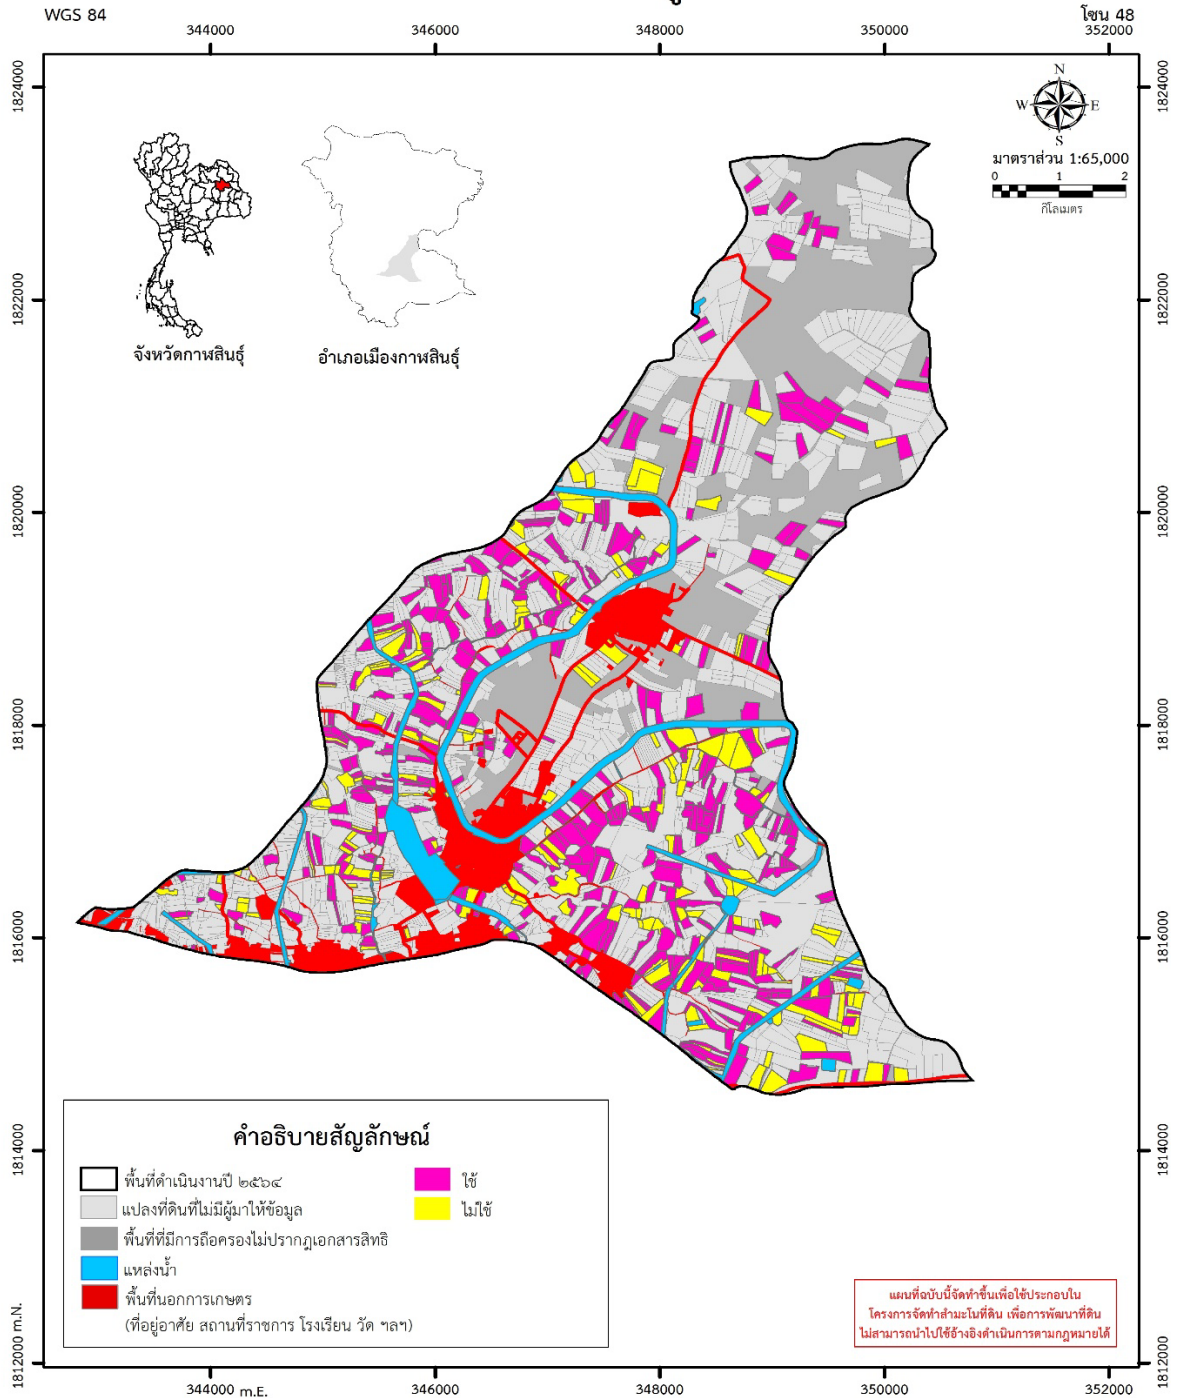 WGS 84
โซน 48
344000
346000
348000
350000
352000
1824000
1824000
N
W
E
S
มาตราส่วน 1:65,000
0
1
2
กิโลเมตร
จังหวัดกาฬสินธุ์
อำเภอเมืองกาฬสินธุ์
1822000
1822000
1820000
1820000
1818000
1818000
1816000
1816000
1814000
1814000
คำอธิบายสัญลักษณ์
พื้นที่ดำเนินงานปี ๒๕๖๔
ใช้
แปลงที่ดินที่ไม่มีผู้มาให้ข้อมูล
ไม่ใช้
พื้นที่ที่มีการถือครองไม่ปรากฏเอกสารสิทธิ
แหล่งน้ำ
พื้นที่นอกการเกษตร
(ที่อยู่อาศัย สถานที่ราชการ โรงเรียน วัด ฯลฯ)
แผนที่ฉบับนี้จัดทำขึ้นเพื่อใช้ประกอบใน
โครงการจัดทำสำมะโนที่ดิน เพื่อการพัฒนาที่ดิน
ไม่สามารถนำไปใช้อ้างอิงดำเนินการตามกฎหมายได้
1812000 m.N.
1812000
344000 m.E.
346000
348000
350000
352000